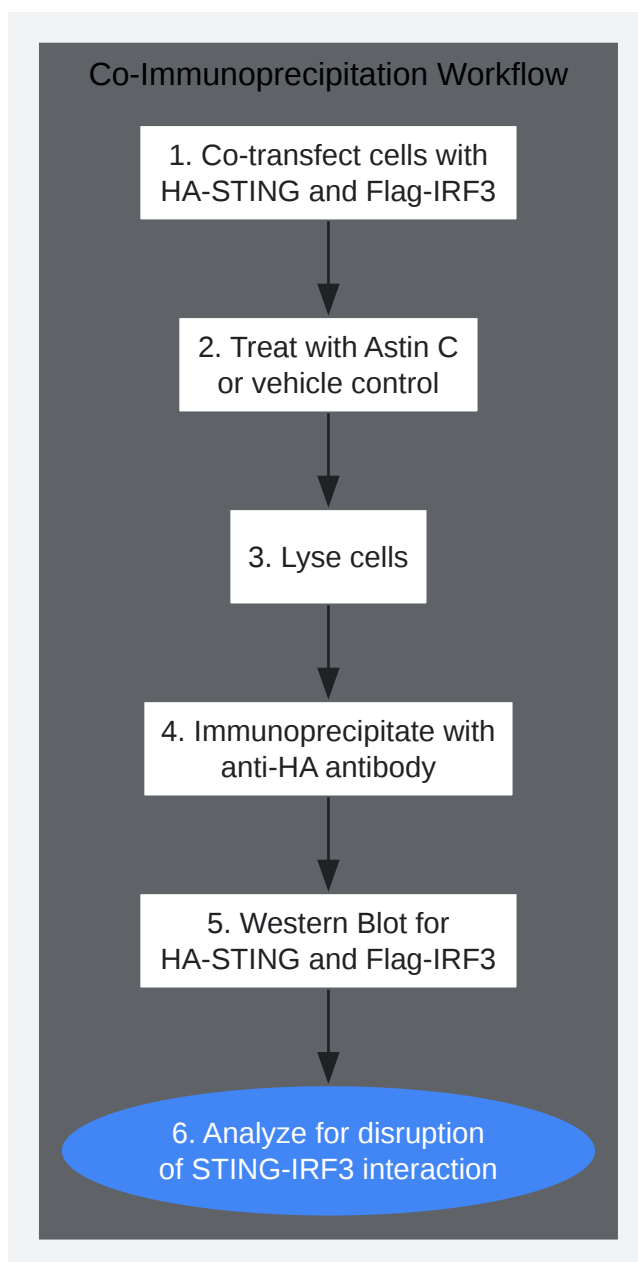 Co-Immunoprecipitation Workflow
1. Co-transfect cells with
HA-STING and Flag-IRF3
2. Treat with Astin C
or vehicle control
3. Lyse cells
4. Immunoprecipitate with
anti-HA antibody
5. Western Blot for
HA-STING and Flag-IRF3
6. Analyze for disruption
of STING-IRF3 interaction